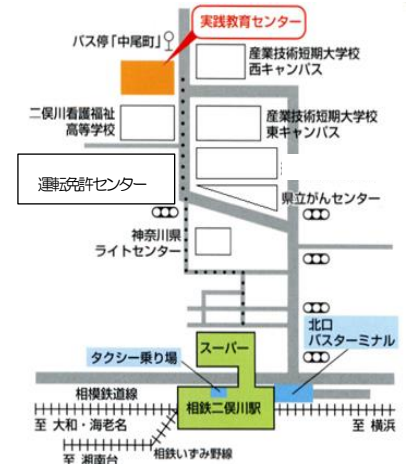 実践教育センター
バス停「中尾町」
産業技術短期大学校
西キャンパス
二俣川看護福祉
高等学校
産業技術短期大学校
東キャンパス
運転免許センター
県立がんセンター
神奈川県
ライトセンター
北口
バスターミナル
スーパー
タクシー乗り場
相模鉄道線
相鉄二俣川駅
至 大和・海老名
至 横浜
相鉄いずみ野線
至 湘南台